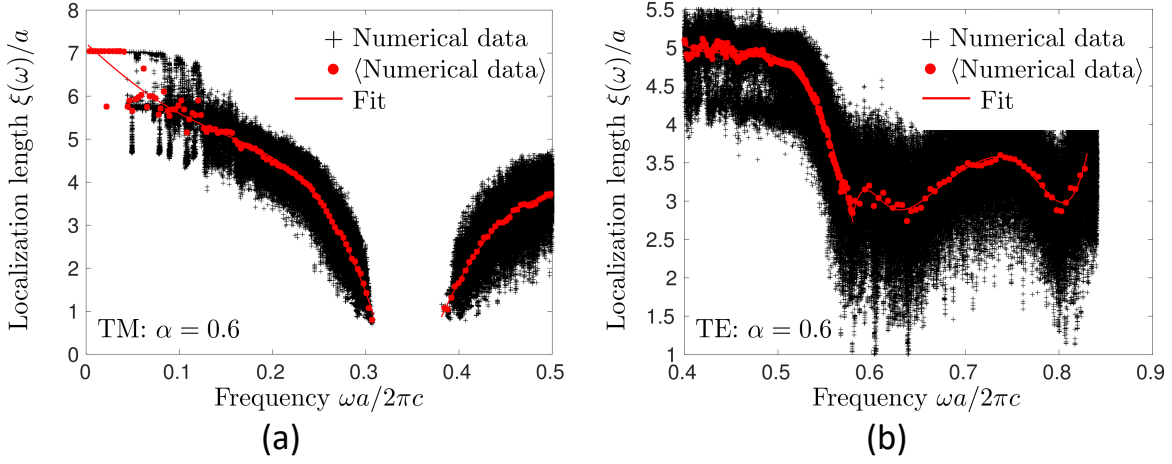 8
7
6
5
4
3
2
1
0
Localization length ξ(ω)/a
+ Numerical data
⟨Numerical data⟩
Fit
TM: α = 0.6
0 0.1 0.2 0.3 0.4 0.5
Frequency ωa/2πc
(a)
5.5
5
4.5
4
3.5
3
2.5
2
1.5
1
Localization length ξ(ω)/a
+ Numerical data
⟨Numerical data⟩
Fit
TE: α = 0.6
0.4 0.5 0.6 0.7 0.8 0.9
Frequency ωa/2πc
(b)